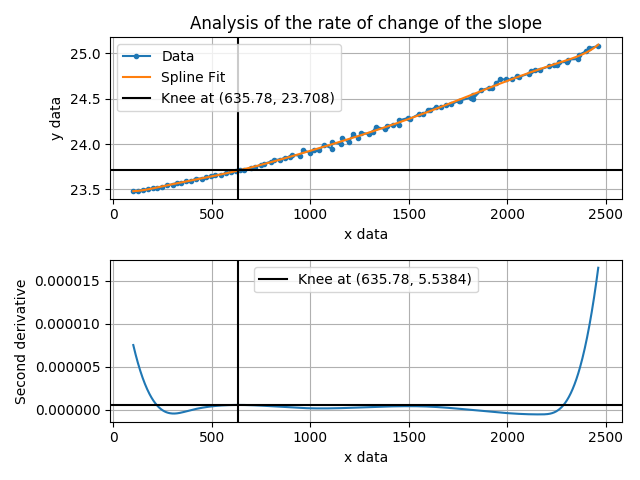 Analysis of the rate of change of the slope
25.0
24.5
24.0
23.5
y data
Data
Spline Fit
Knee at (635.78, 23.708)
0 500 1000 1500 2000 2500
x data
0.000015
0.000010
0.000005
0.000000
Second derivative
Knee at (635.78, 5.5384)
0 500 1000 1500 2000 2500
x data